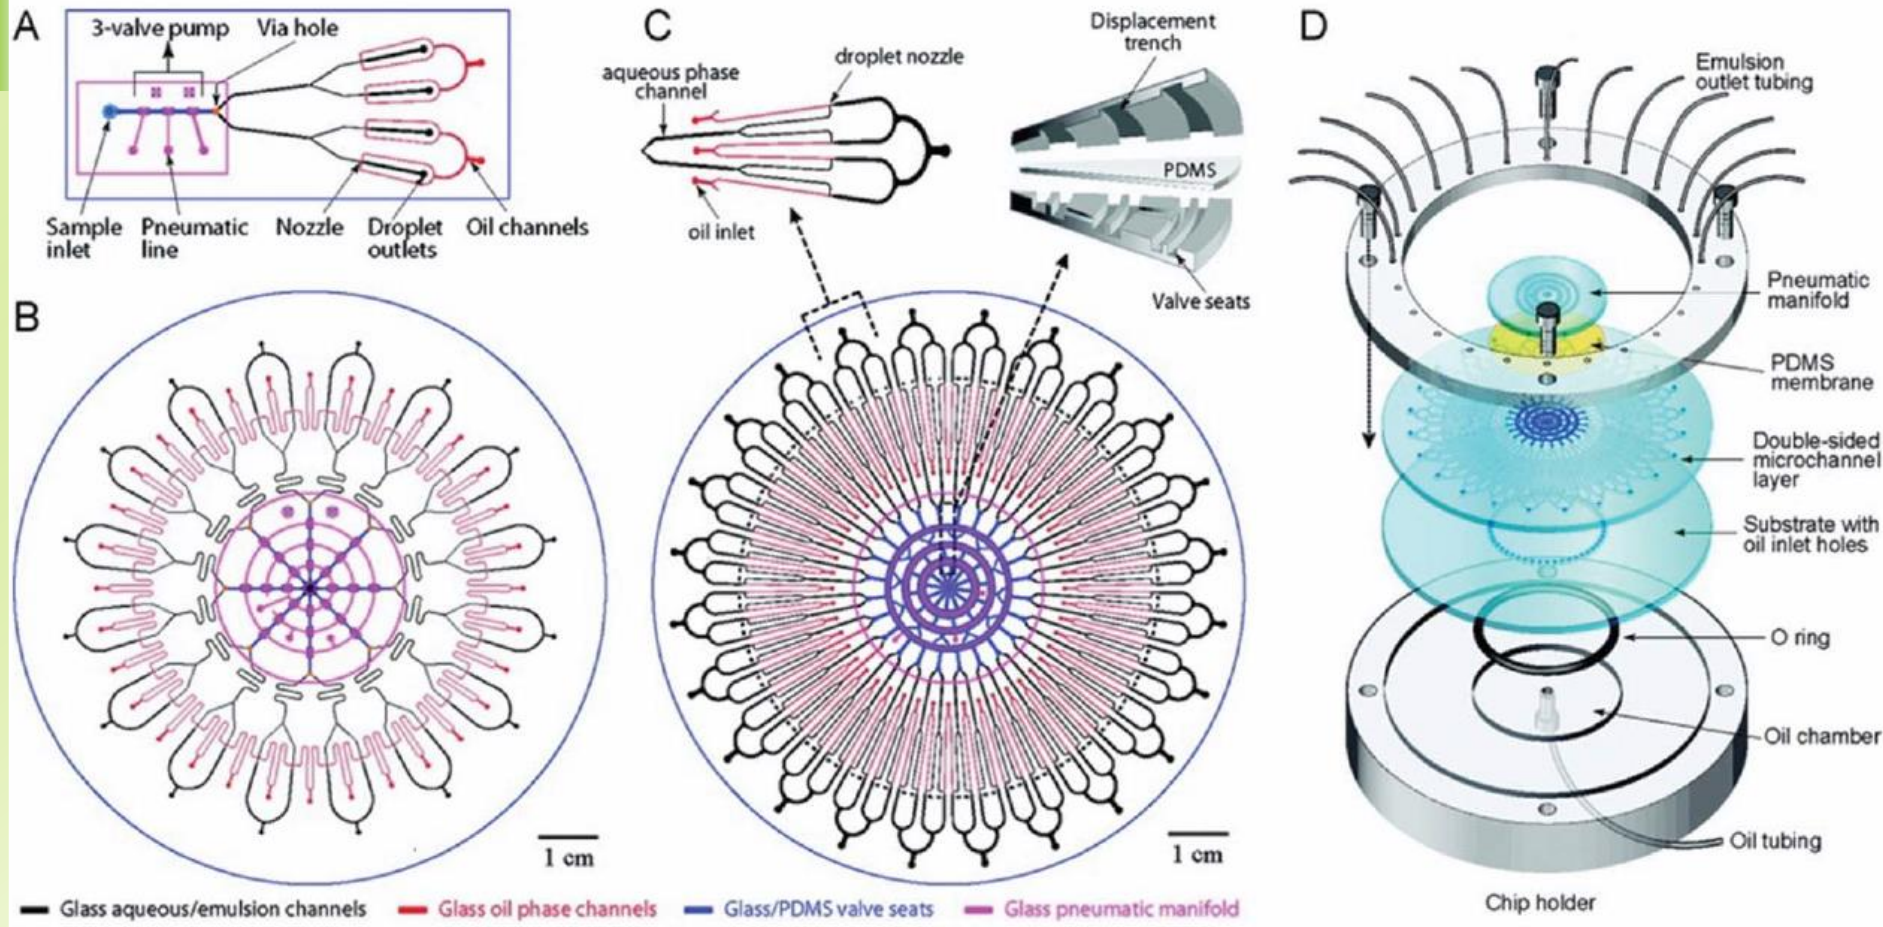 A
3-valve pump
Via hole
Sample
inlet
Pneumatic
line
Nozzle
Droplet
outlets
Oil channels
B
1 cm
C
aqueous phase
channel
droplet nozzle
oil inlet
Displacement
trench
PDMS
Valve seats
1 cm
D
Emulsion
outlet tubing
Pneumatic
manifold
PDMS
membrane
Double-sided
microchannel
layer
Substrate with
oil inlet holes
O ring
Oil chamber
Oil tubing
Chip holder
Glass aqueous/emulsion channels
Glass oil phase channels
Glass/PDMS valve seats
Glass pneumatic manifold